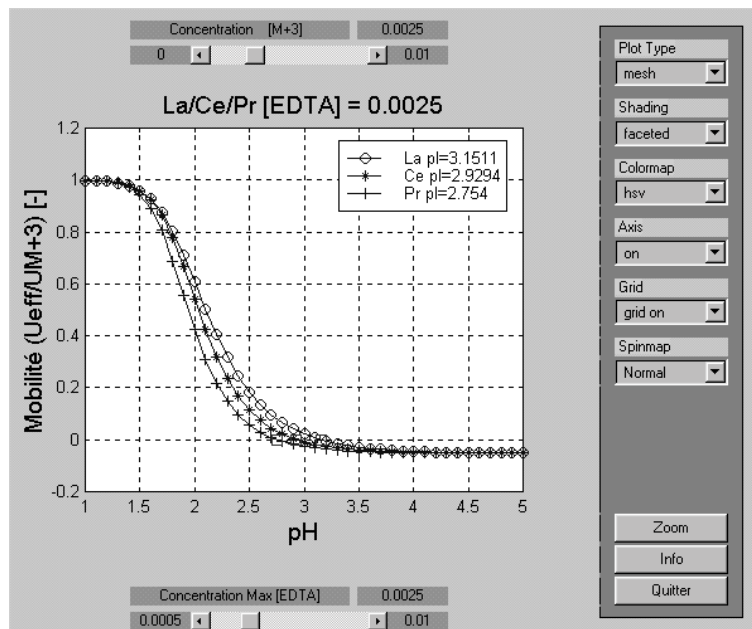 Concentration [M+3] 0.0025
0 0.01
La/Ce/Pr [EDTA] = 0.0025
Mobilité (Ueff/UM+3) [-]
1.2
1
0.8
0.6
0.4
0.2
0
-0.2
La pI=3.1511
Ce pI=2.9294
Pr pI=2.754
1 1.5 2 2.5 3 3.5 4 4.5 5
pH
Concentration Max [EDTA] 0.0025
0.0005 0.01
Plot Type
mesh
Shading
faceted
Colormap
hsv
Axis
on
Grid
grid on
Spinmap
Normal
Zoom
Info
Quitter